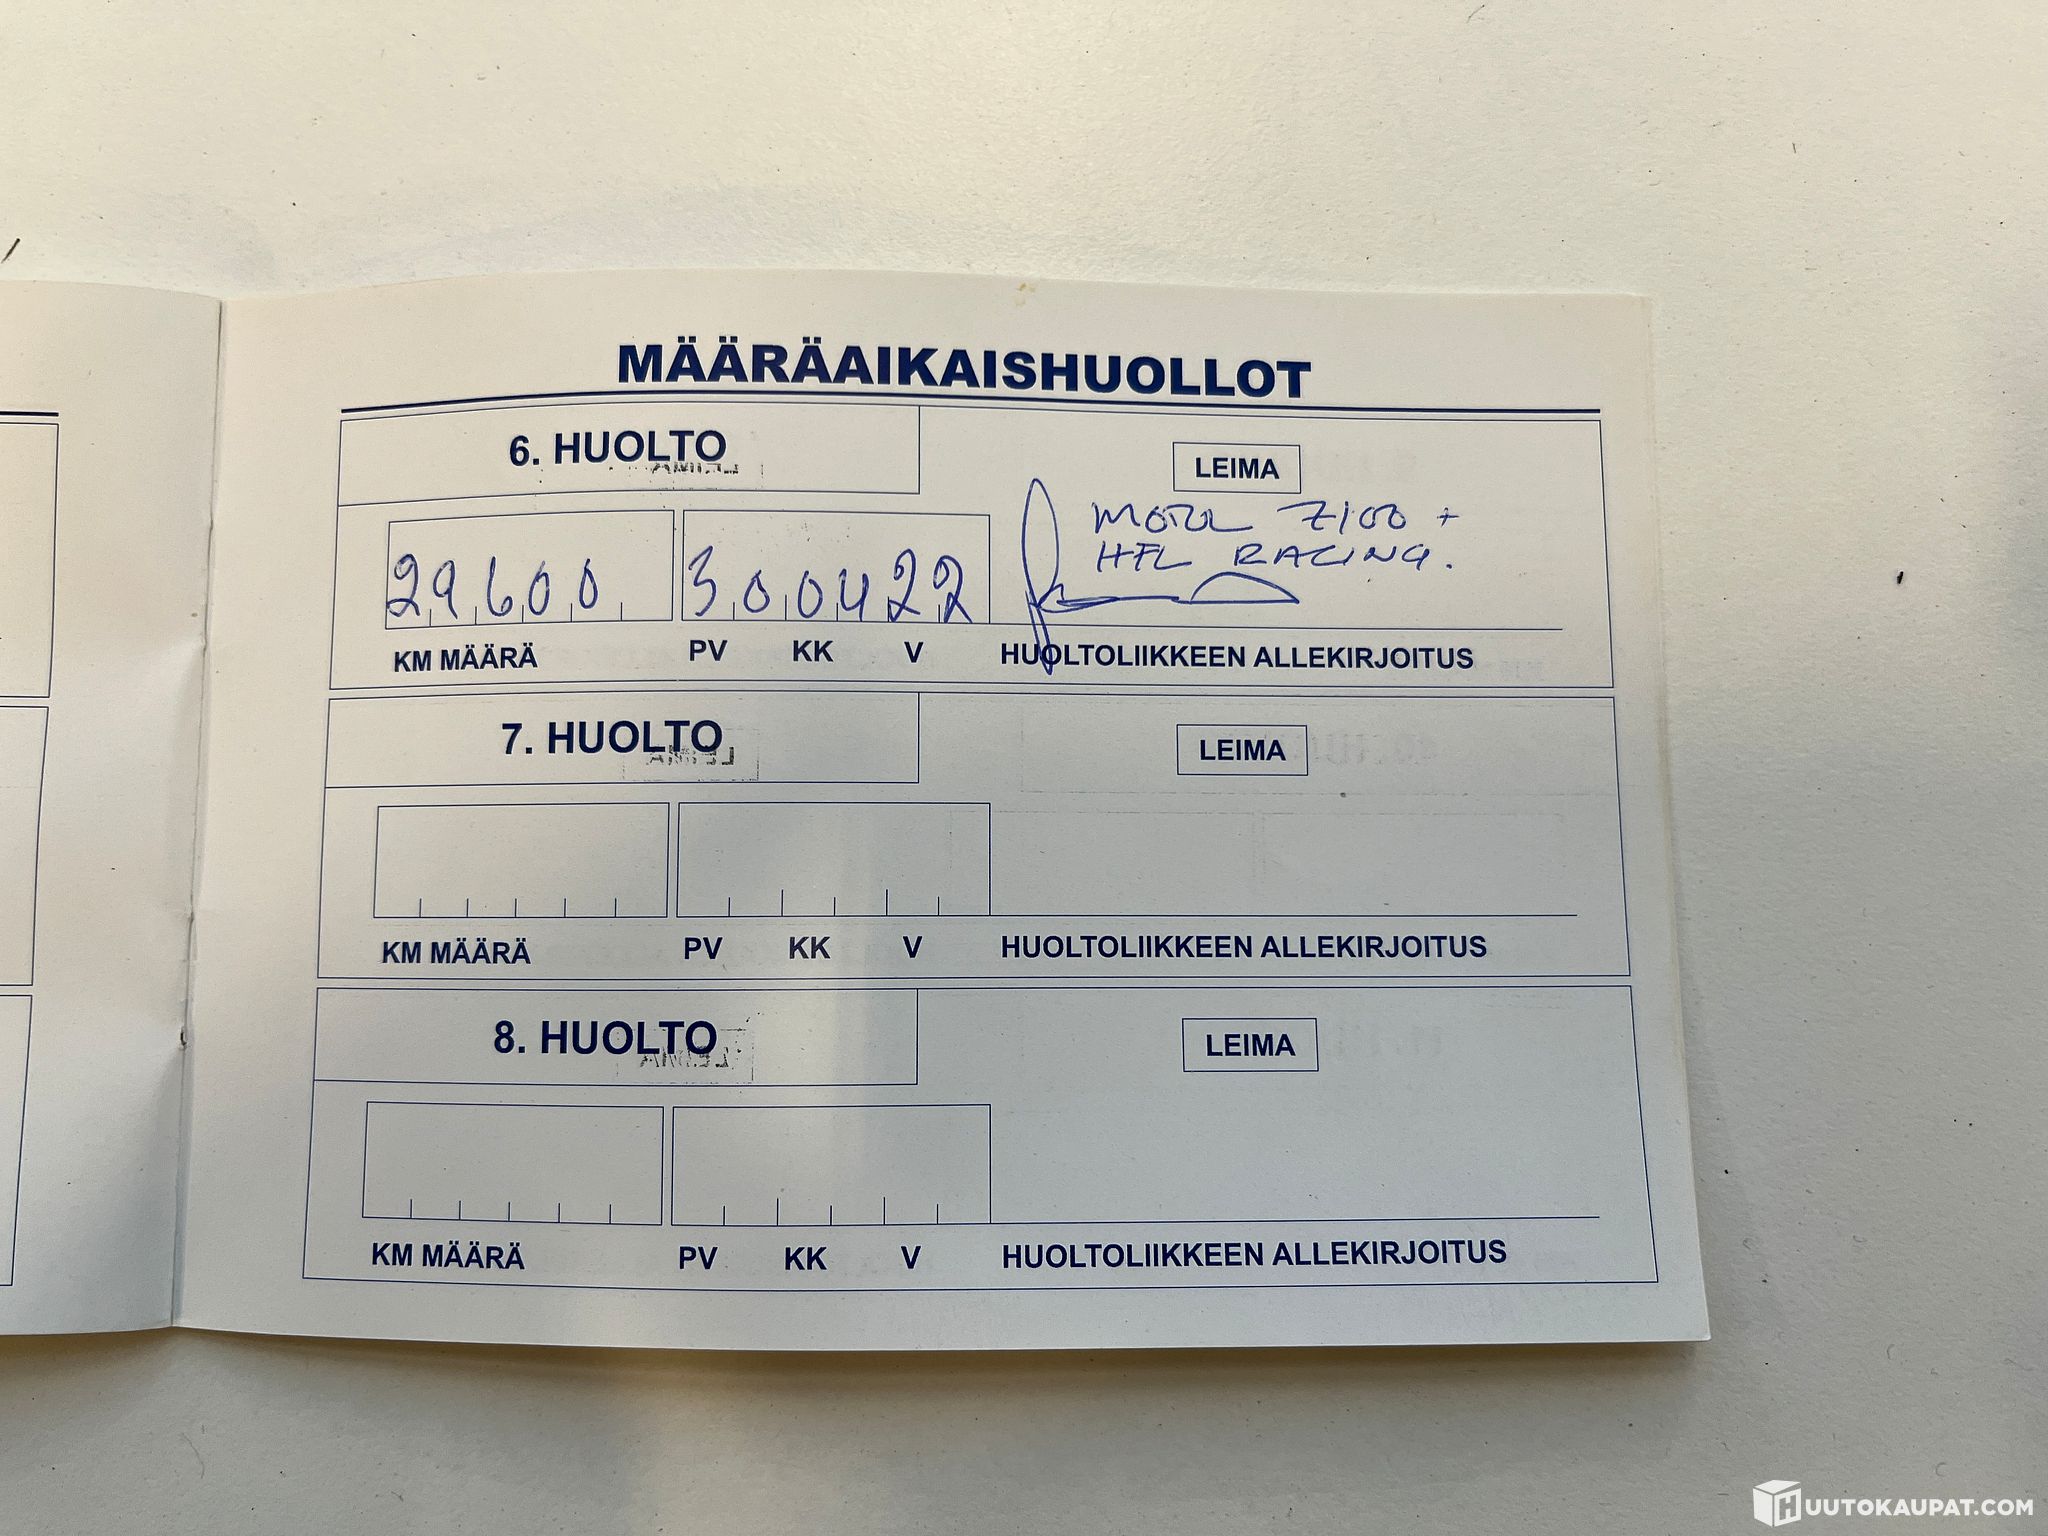 MÄÄRÄAIKAISHUOLLOT
6. HUOLTO
LEIMA
MOTUL 7100 +
HFL RACING.
29600
300422
KM MÄÄRÄ PV KK V HUOLTOLIIKKEEN ALLEKIRJOITUS
7. HUOLTO
LEIMA
KM MÄÄRÄ PV KK V HUOLTOLIIKKEEN ALLEKIRJOITUS
8. HUOLTO
LEIMA
KM MÄÄRÄ PV KK V HUOLTOLIIKKEEN ALLEKIRJOITUS
HUUTOKAUPAT.COM